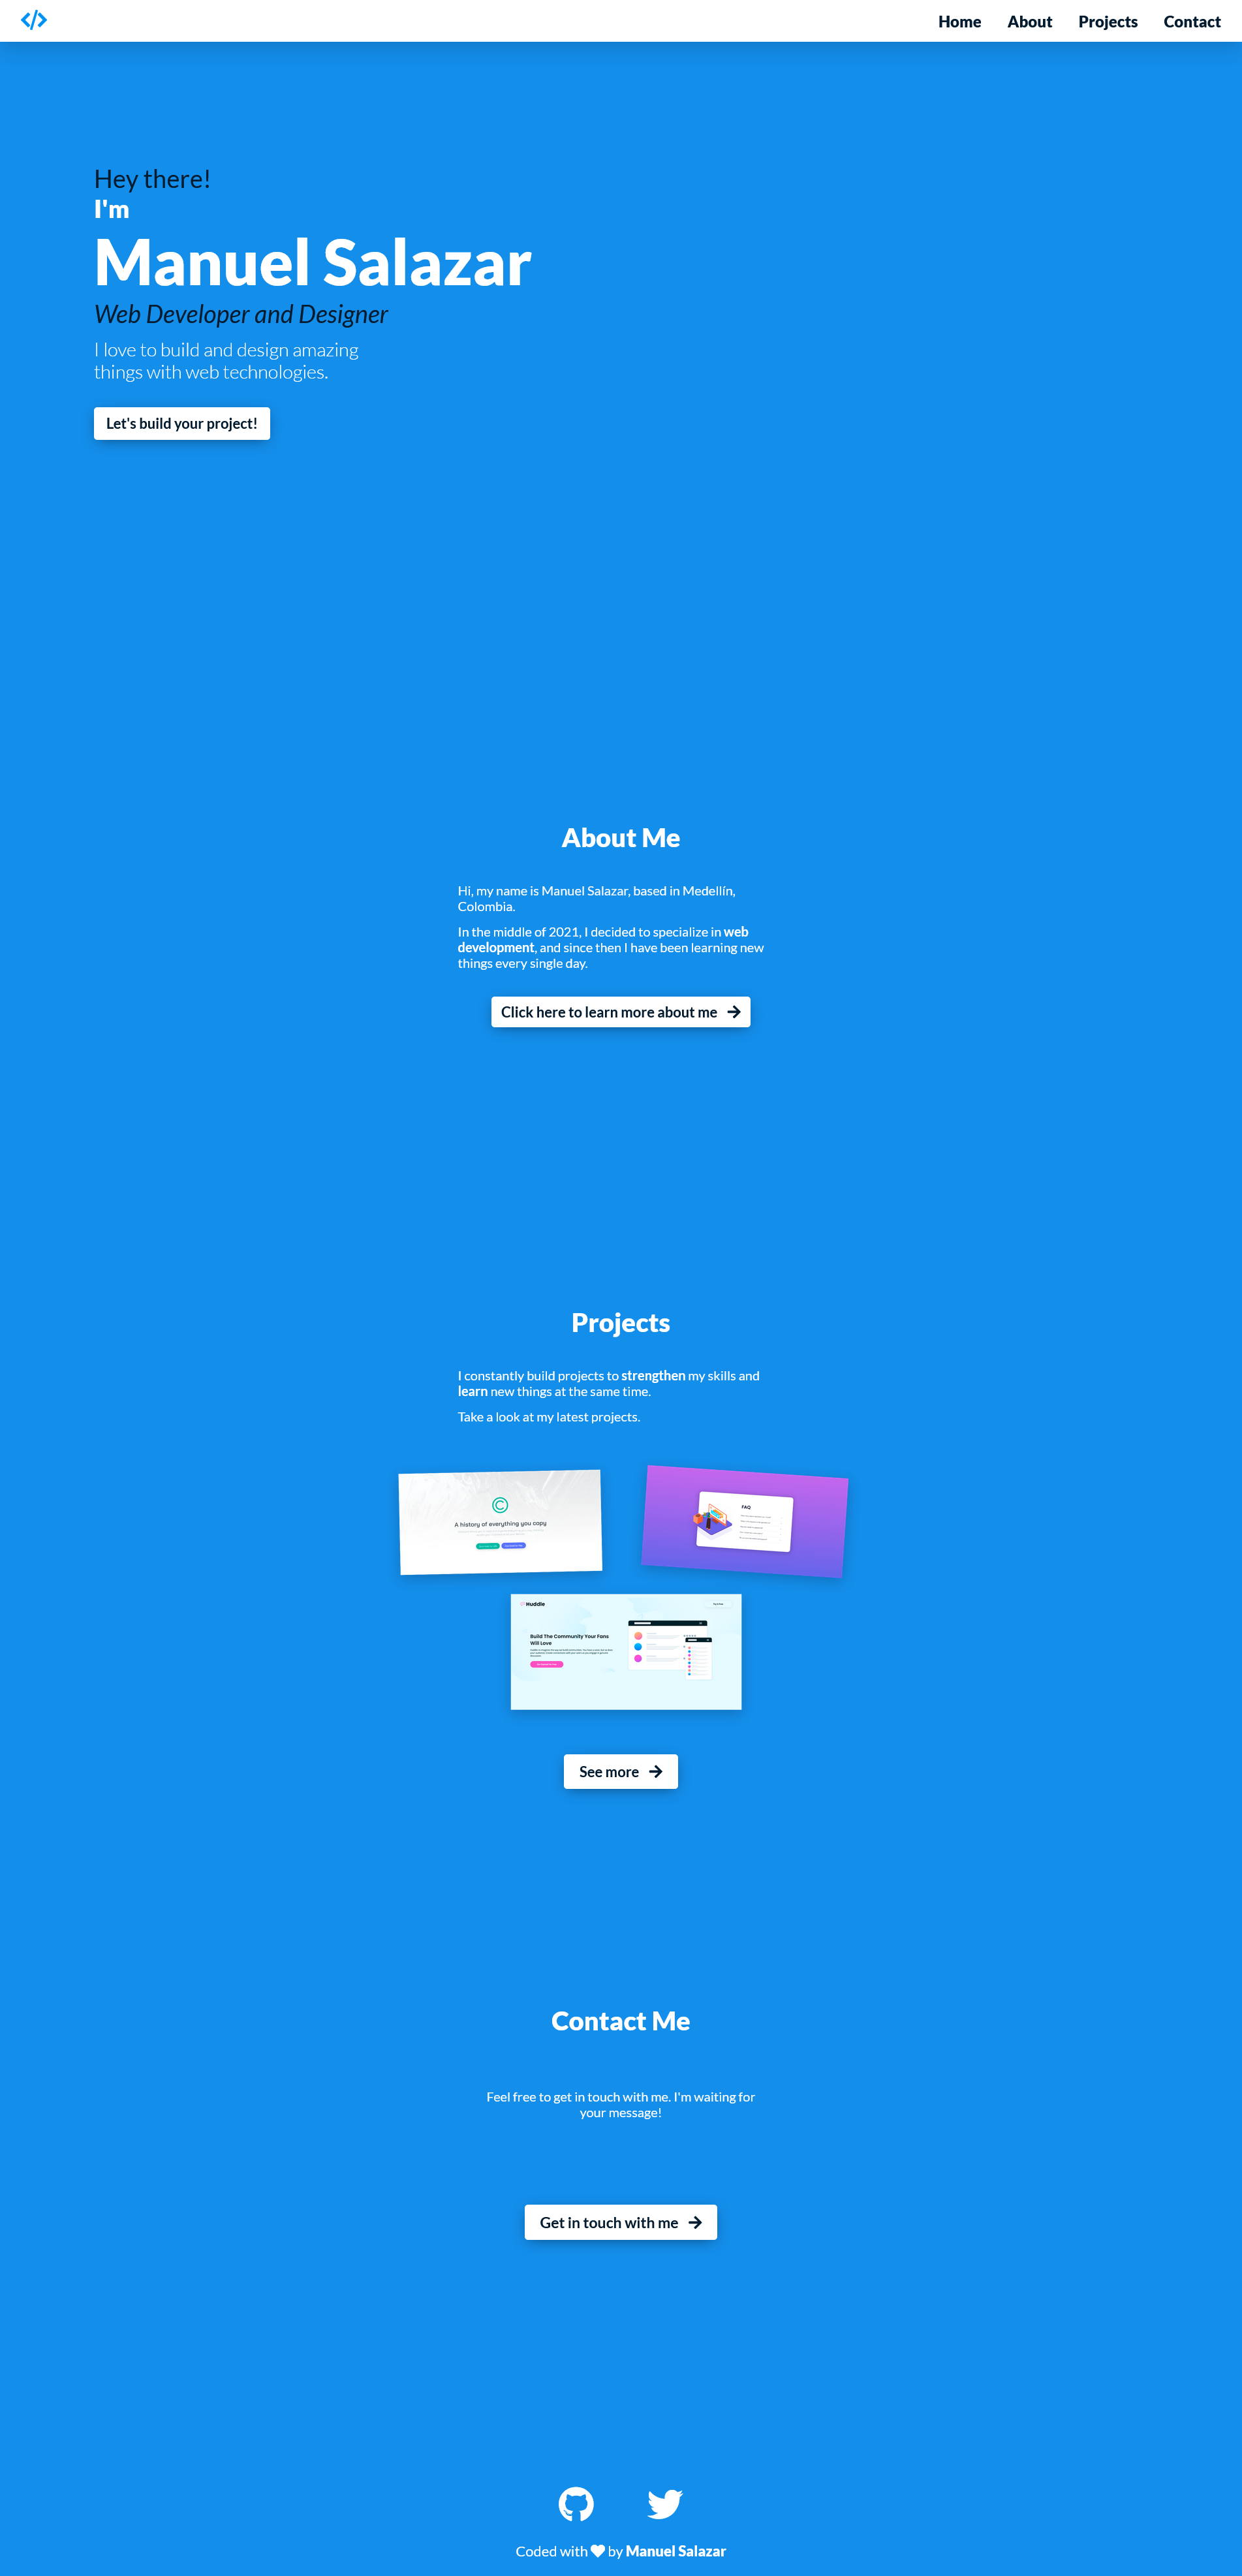 Home About Projects Contact
Hey there!
I'm
Manuel Salazar
Web Developer and Designer
I love to build and design amazing
things with web technologies.
Let's build your project!
About Me
Hi, my name is Manuel Salazar, based in Medellín,
Colombia.
In the middle of 2021, I decided to specialize in web
development, and since then I have been learning new
things every single day.
Click here to learn more about me
Projects
I constantly build projects to strengthen my skills and
learn new things at the same time.
Take a look at my latest projects.
A history of everything you copy
FAQ
Huddle
Build The Community Your Fans
Will Love
See more
Contact Me
Feel free to get in touch with me. I'm waiting for
your message!
Get in touch with me
Coded with by Manuel Salazar